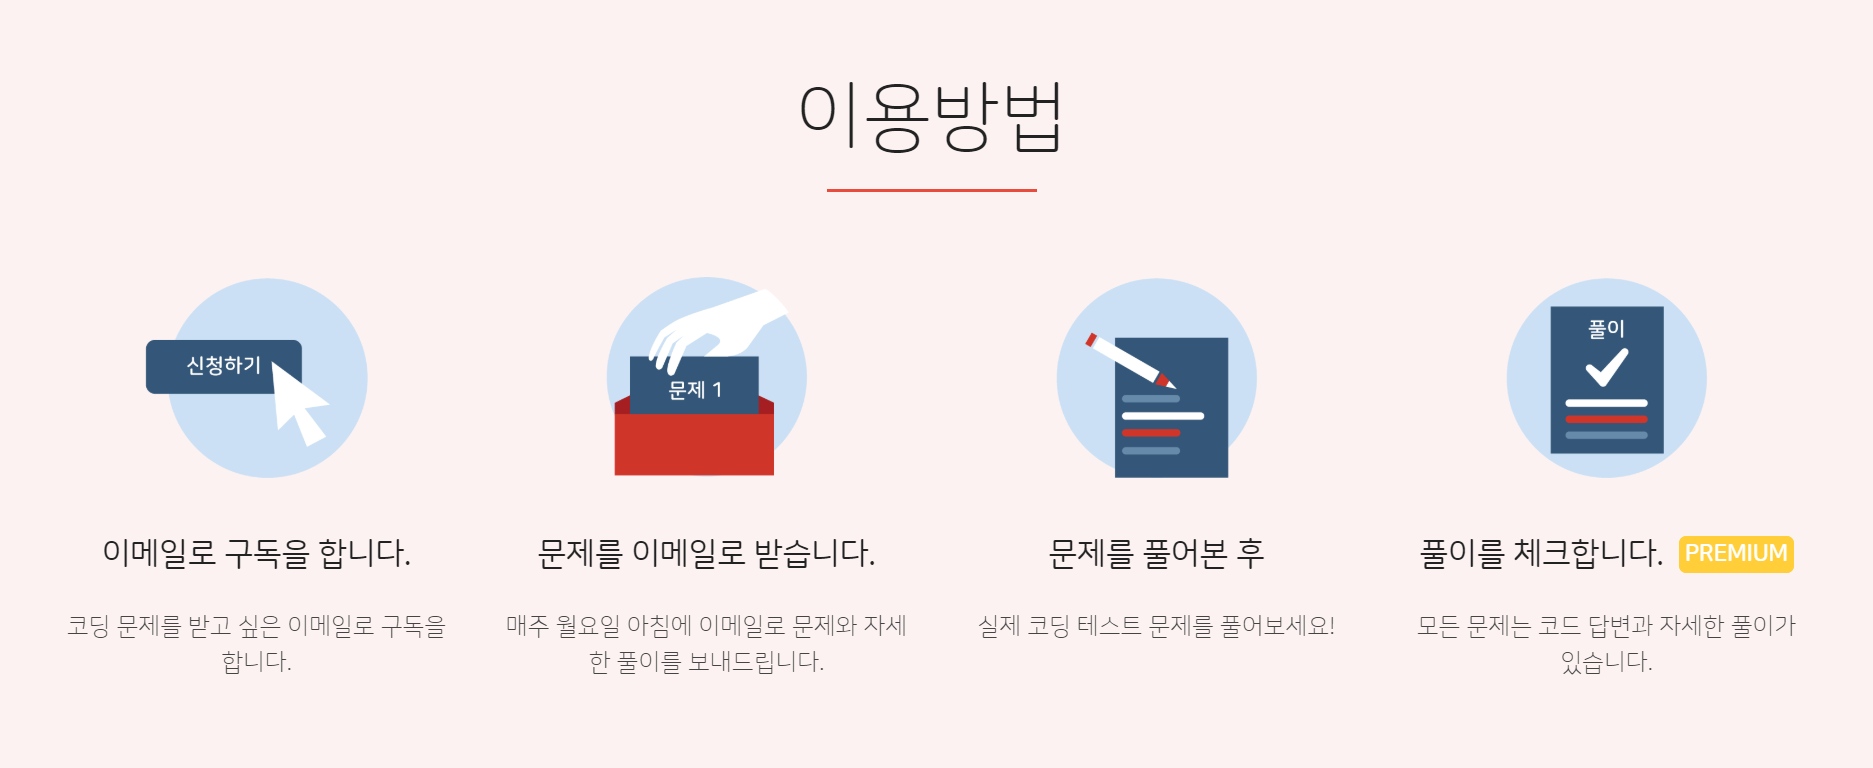 이용방법
신청하기
문제 1
풀이
이메일로 구독을 합니다.
코딩 문제를 받고 싶은 이메일로 구독을
합니다.
문제를 이메일로 받습니다.
매주 월요일 아침에 이메일로 문제와 자세
한 풀이를 보내드립니다.
문제를 풀어본 후
실제 코딩 테스트 문제를 풀어보세요!
풀이를 체크합니다. PREMIUM
모든 문제는 코드 답변과 자세한 풀이가
있습니다.